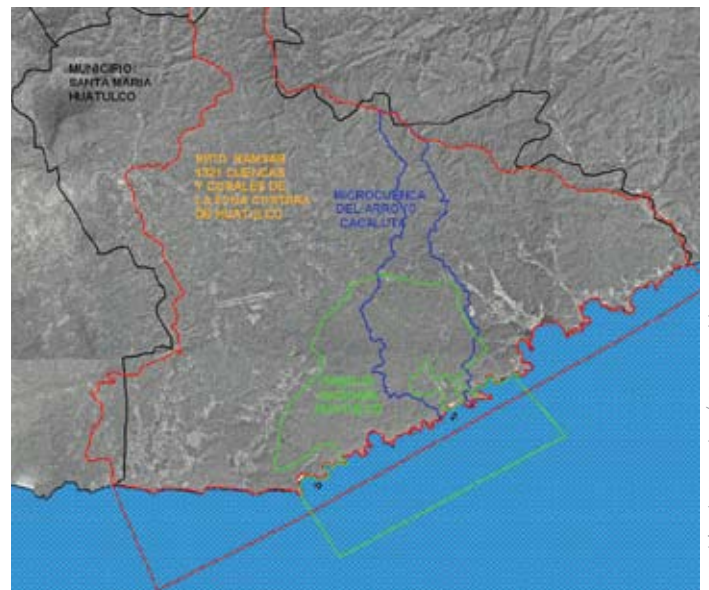 MUNICIPIO
SANTA MARIA
HUATULCO
SITIO RAMSAR
1321 CUENCAS
Y CORALES DE
LA ZONA COSTERA
DE HUATULCO
MICROCUENCA
DEL ARROYO
CACALUTA